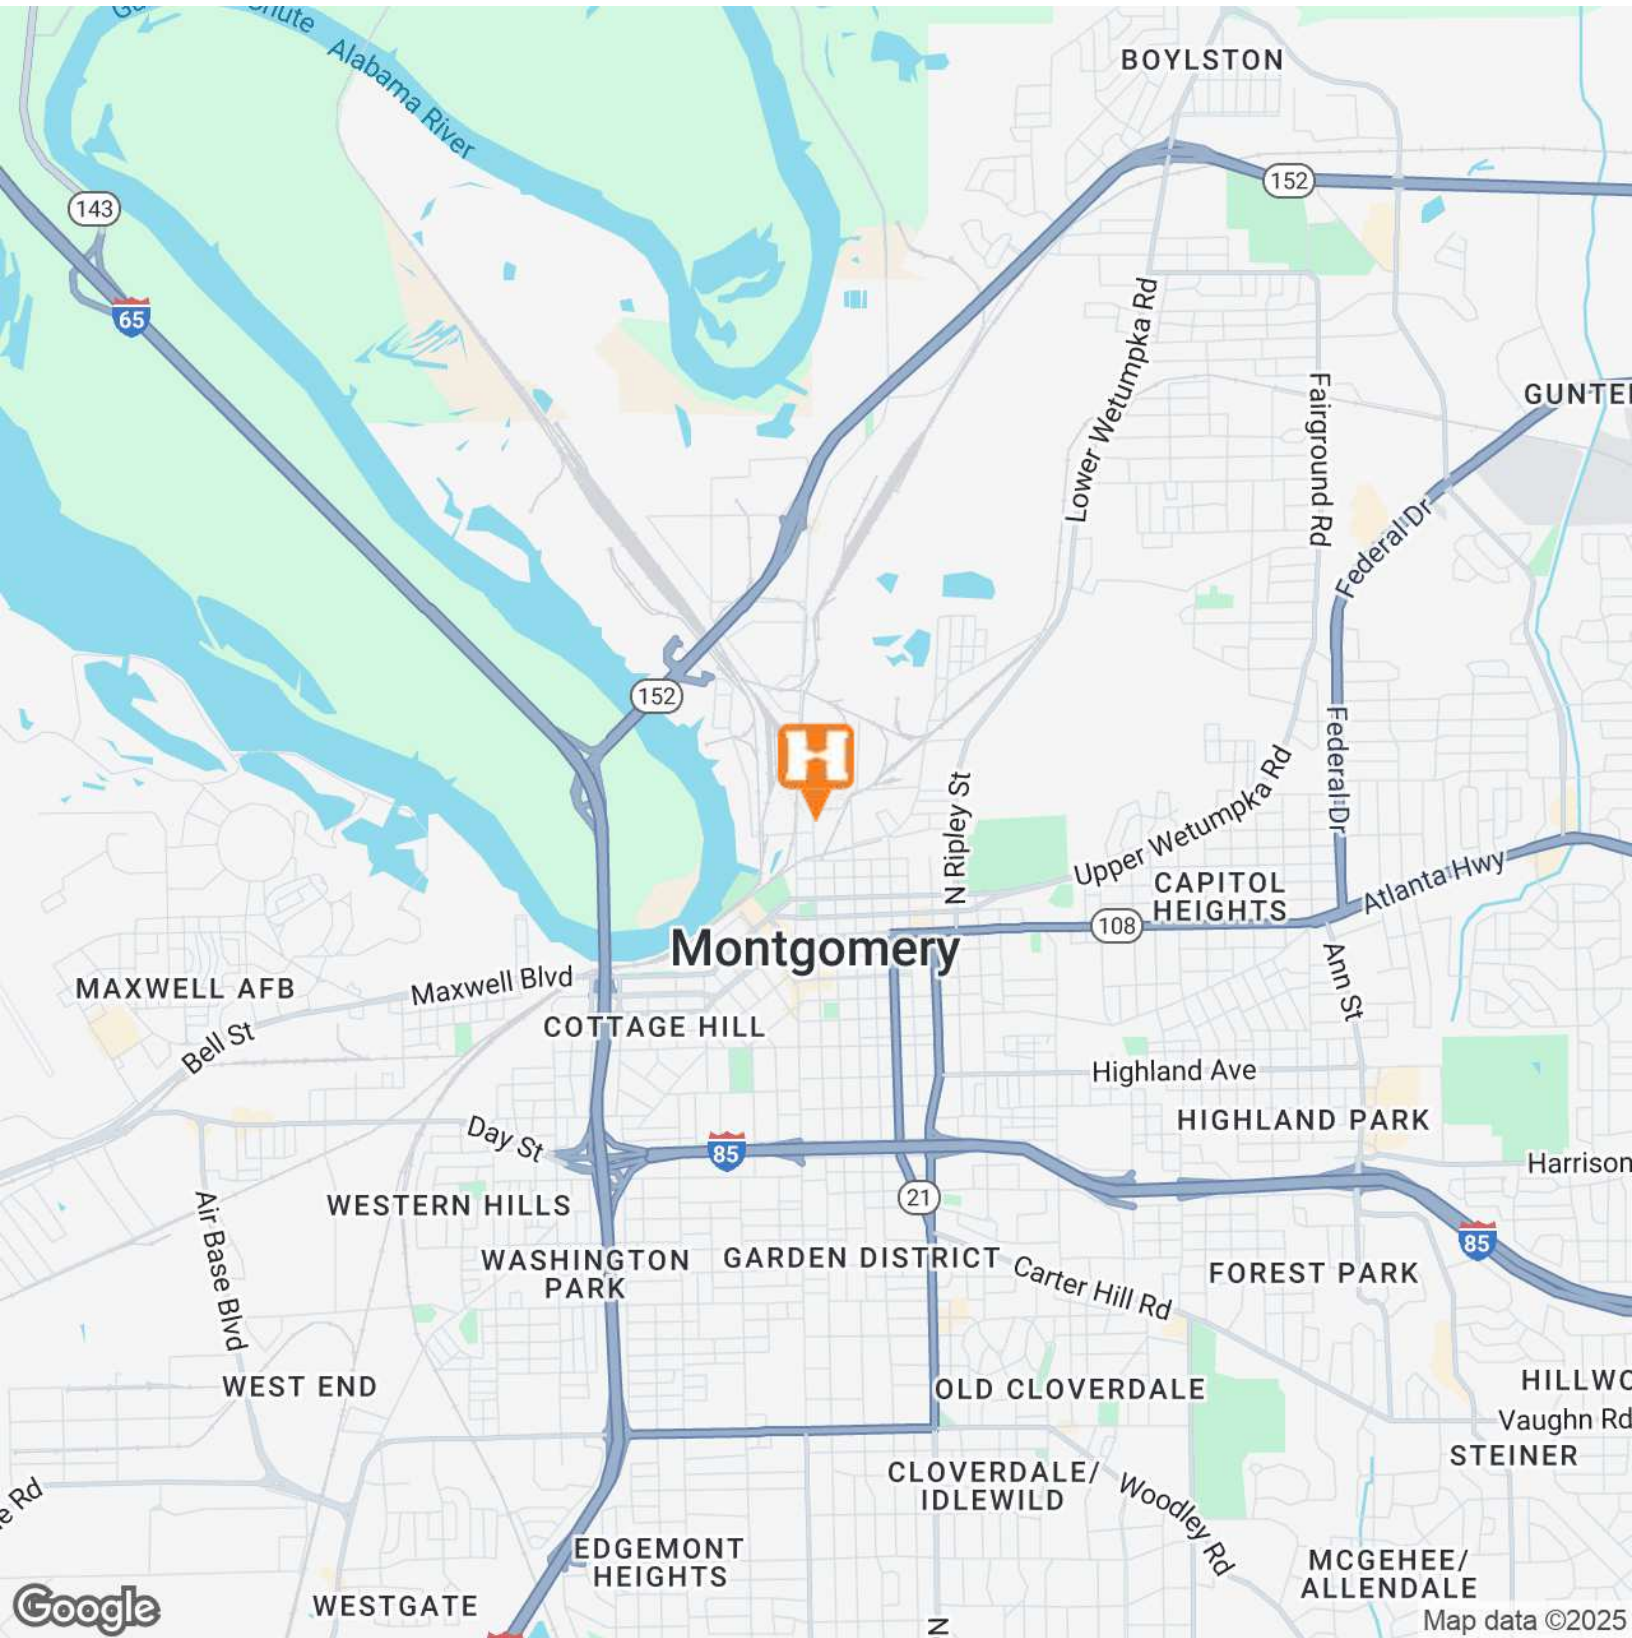 Alabama River
BOYLSTON
152
143
65
Lower Wetumpka Rd
Fairground Rd
GUNTE
Federal Dr
152
H
Federal Dr
N Ripley St
Upper Wetumpka Rd
CAPITOL
HEIGHTS
Atlanta Hwy
108
Montgomery
Ann St
MAXWELL AFB
Maxwell Blvd
COTTAGE HILL
Bell St
Highland Ave
HIGHLAND PARK
Day St
85
Harrison
21
WESTERN HILLS
Air Base Blvd
WASHINGTON
PARK
GARDEN DISTRICT
Carter Hill Rd
FOREST PARK
85
WEST END
OLD CLOVERDALE
HILLWO
Vaughn Rd
STEINER
CLOVERDALE/
IDLEWILD
Woodley Rd
e Rd
EDGEMONT
HEIGHTS
MCGEHEE/
ALLENDALE
WESTGATE
N
Google
Map data ©2025